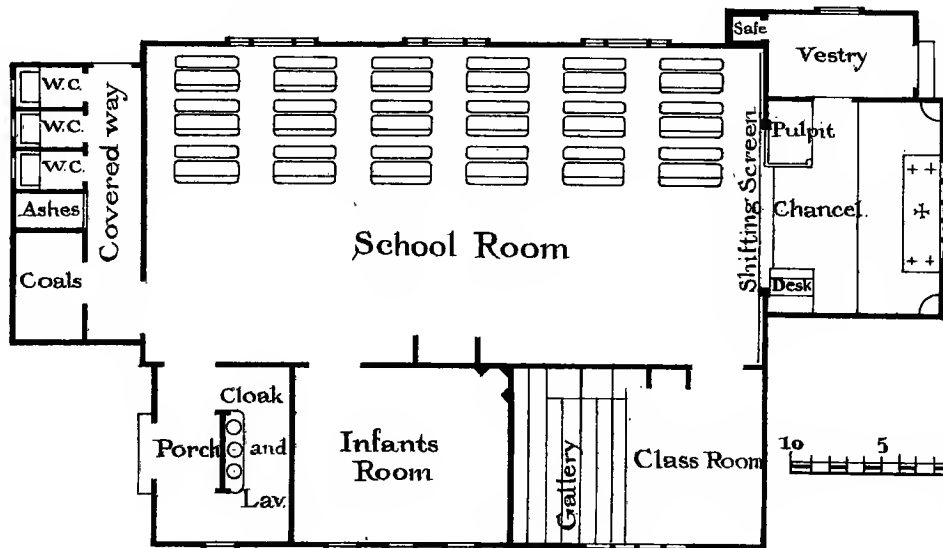 Safe
Vestry
W.C.
W.C.
W.C.
Ashes
Coals
Covered way
School Room
Shifting Screen
Pulpit
Chancel.
Desk
Porch
Cloak
and
Lav.
Infants
Room
Gallery
Class Room
10 5